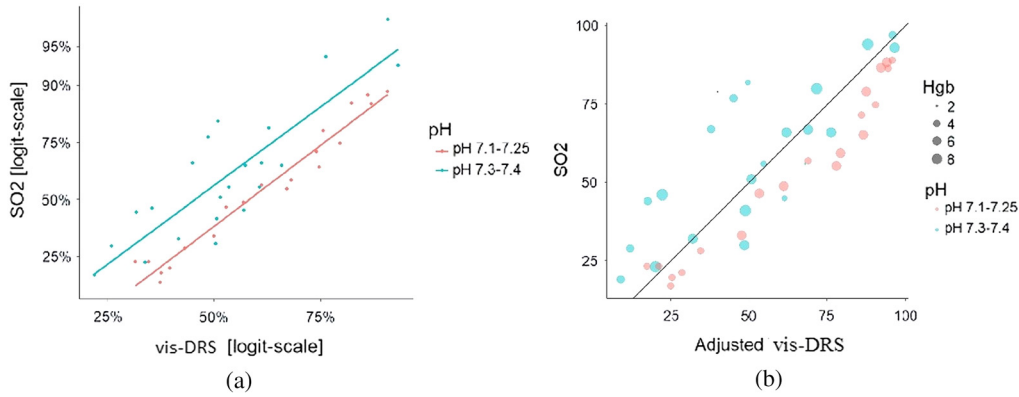 (a)
SO2 [logit-scale]
95%
90%
75%
50%
25%
25% 50% 75%
vis-DRS [logit-scale]
pH
pH 7.1-7.25
pH 7.3-7.4
(a)
(b)
SO2
100
75
50
25
25 50 75 100
Adjusted vis-DRS
Hgb
2
4
6
8
pH
pH 7.1-7.25
pH 7.3-7.4
(b)